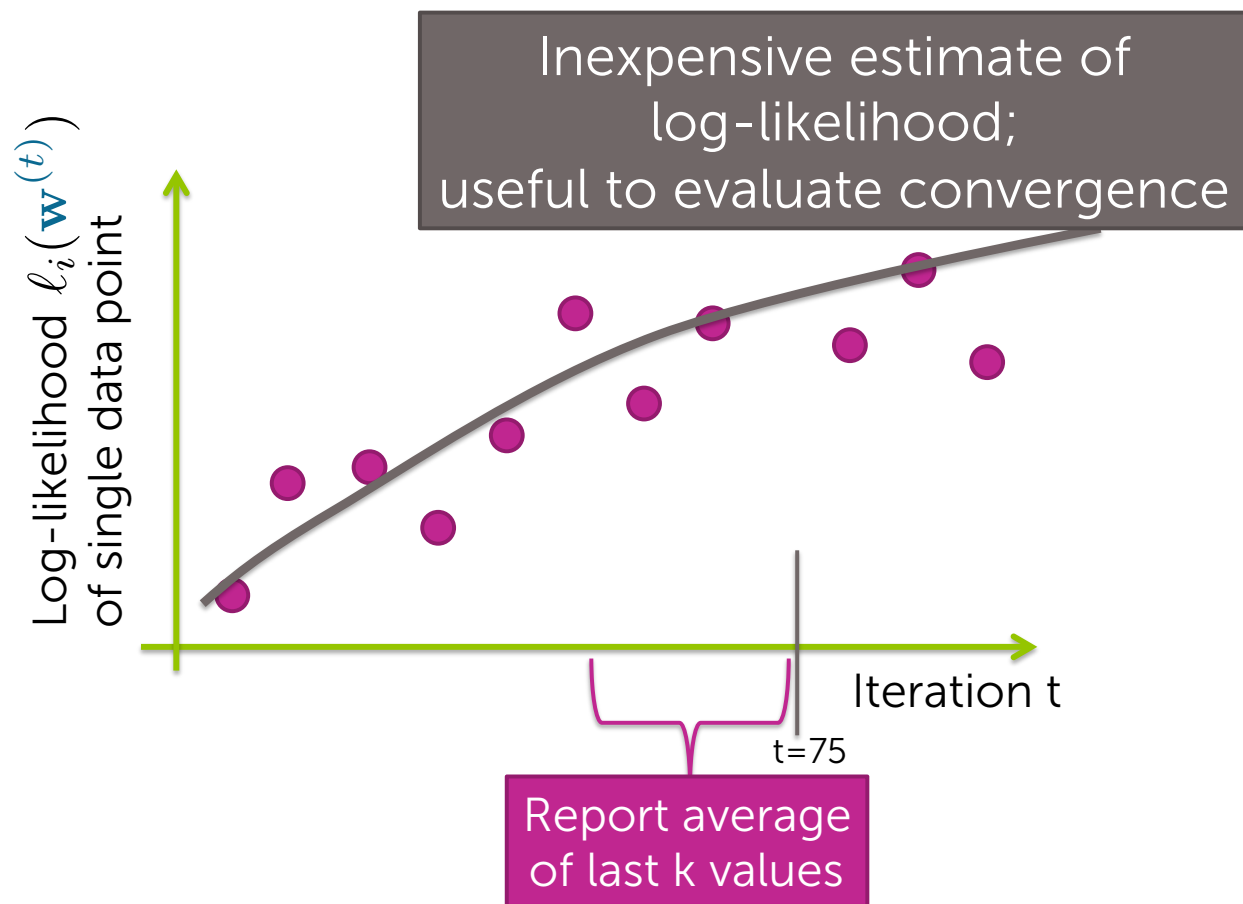 Inexpensive estimate of
log-likelihood;
useful to evaluate convergence
Log-likelihood ℓᵢ(𝐰⁽ᵗ⁾)
of single data point
Iteration t
t=75
Report average
of last k values